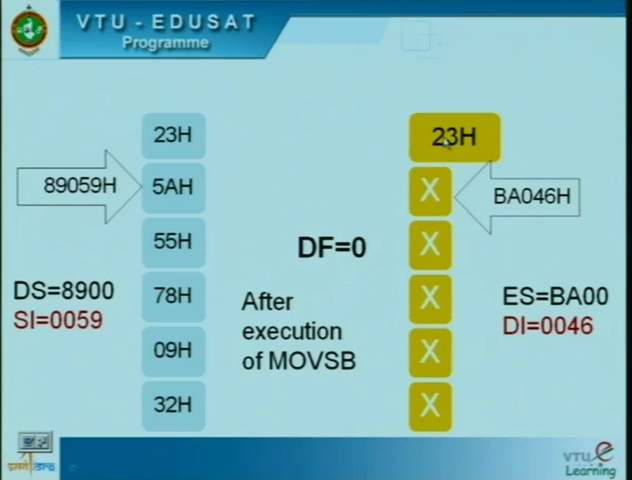 VTU - EDUSAT
Programme
23H
23H
89059H
5AH
X
BA046H
55H
DF=0
X
DS=8900
SI=0059
78H
After
execution
of MOVSB
X
ES=BA00
DI=0046
09H
X
32H
X
VTU e
Learning